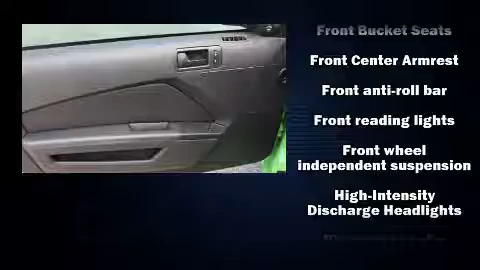 Front Bucket Seats
Front Center Armrest
Front anti-roll bar
Front reading lights
Front wheel
independent suspension
High-Intensity
Discharge Headlights